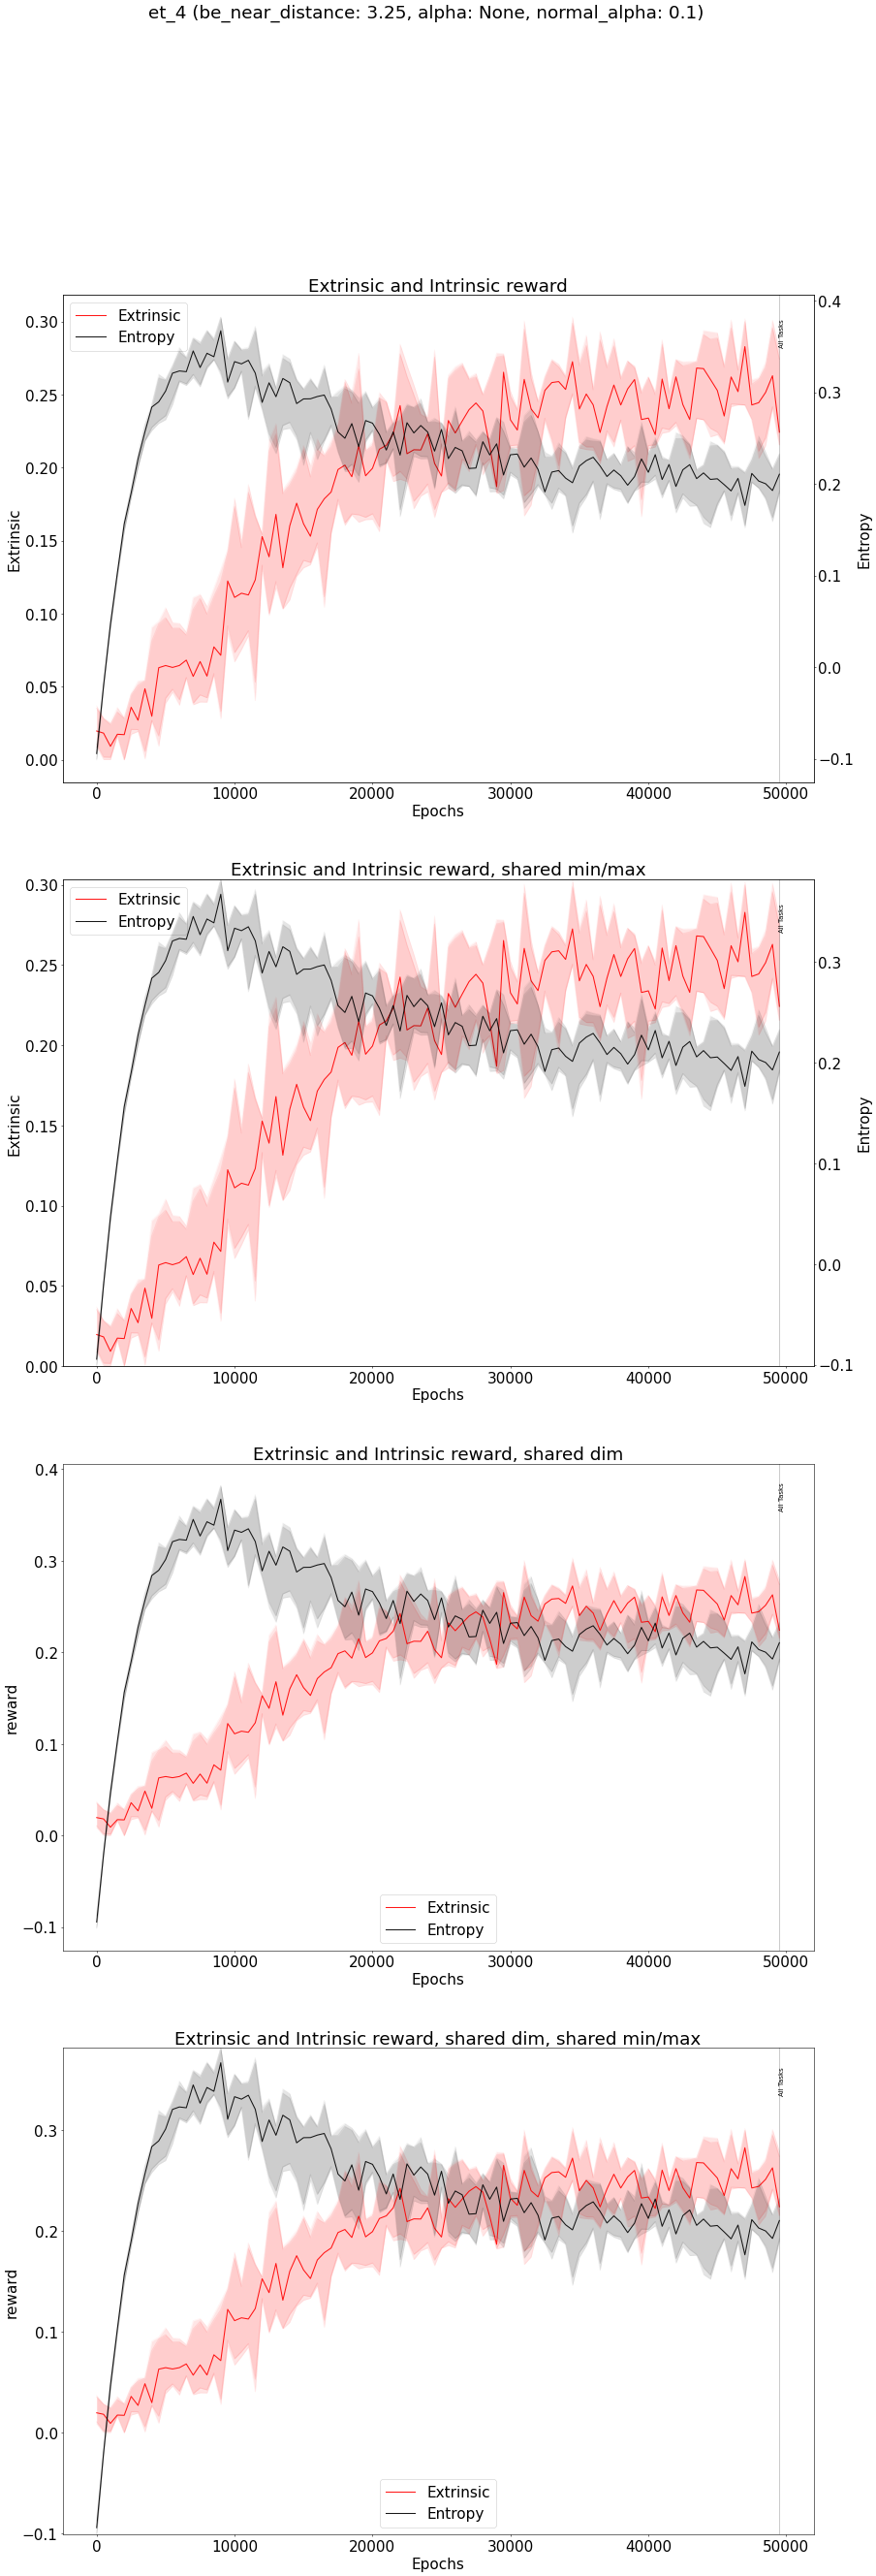 et_4 (be_near_distance: 3.25, alpha: None, normal_alpha: 0.1)
Extrinsic and Intrinsic reward
Extrinsic
Entropy
All Tasks
0.30
0.25
0.20
0.15
0.10
0.05
0.00
Extrinsic
0.4
0.3
0.2
0.1
0.0
−0.1
Entropy
0 10000 20000 30000 40000 50000
Epochs
Extrinsic and Intrinsic reward, shared min/max
Extrinsic
Entropy
All Tasks
0.30
0.25
0.20
0.15
0.10
0.05
0.00
Extrinsic
0.3
0.2
0.1
0.0
−0.1
Entropy
0 10000 20000 30000 40000 50000
Epochs
Extrinsic and Intrinsic reward, shared dim
All Tasks
0.4
0.3
0.2
0.1
0.0
−0.1
reward
Extrinsic
Entropy
0 10000 20000 30000 40000 50000
Epochs
Extrinsic and Intrinsic reward, shared dim, shared min/max
All Tasks
0.3
0.2
0.1
0.0
−0.1
reward
Extrinsic
Entropy
0 10000 20000 30000 40000 50000
Epochs